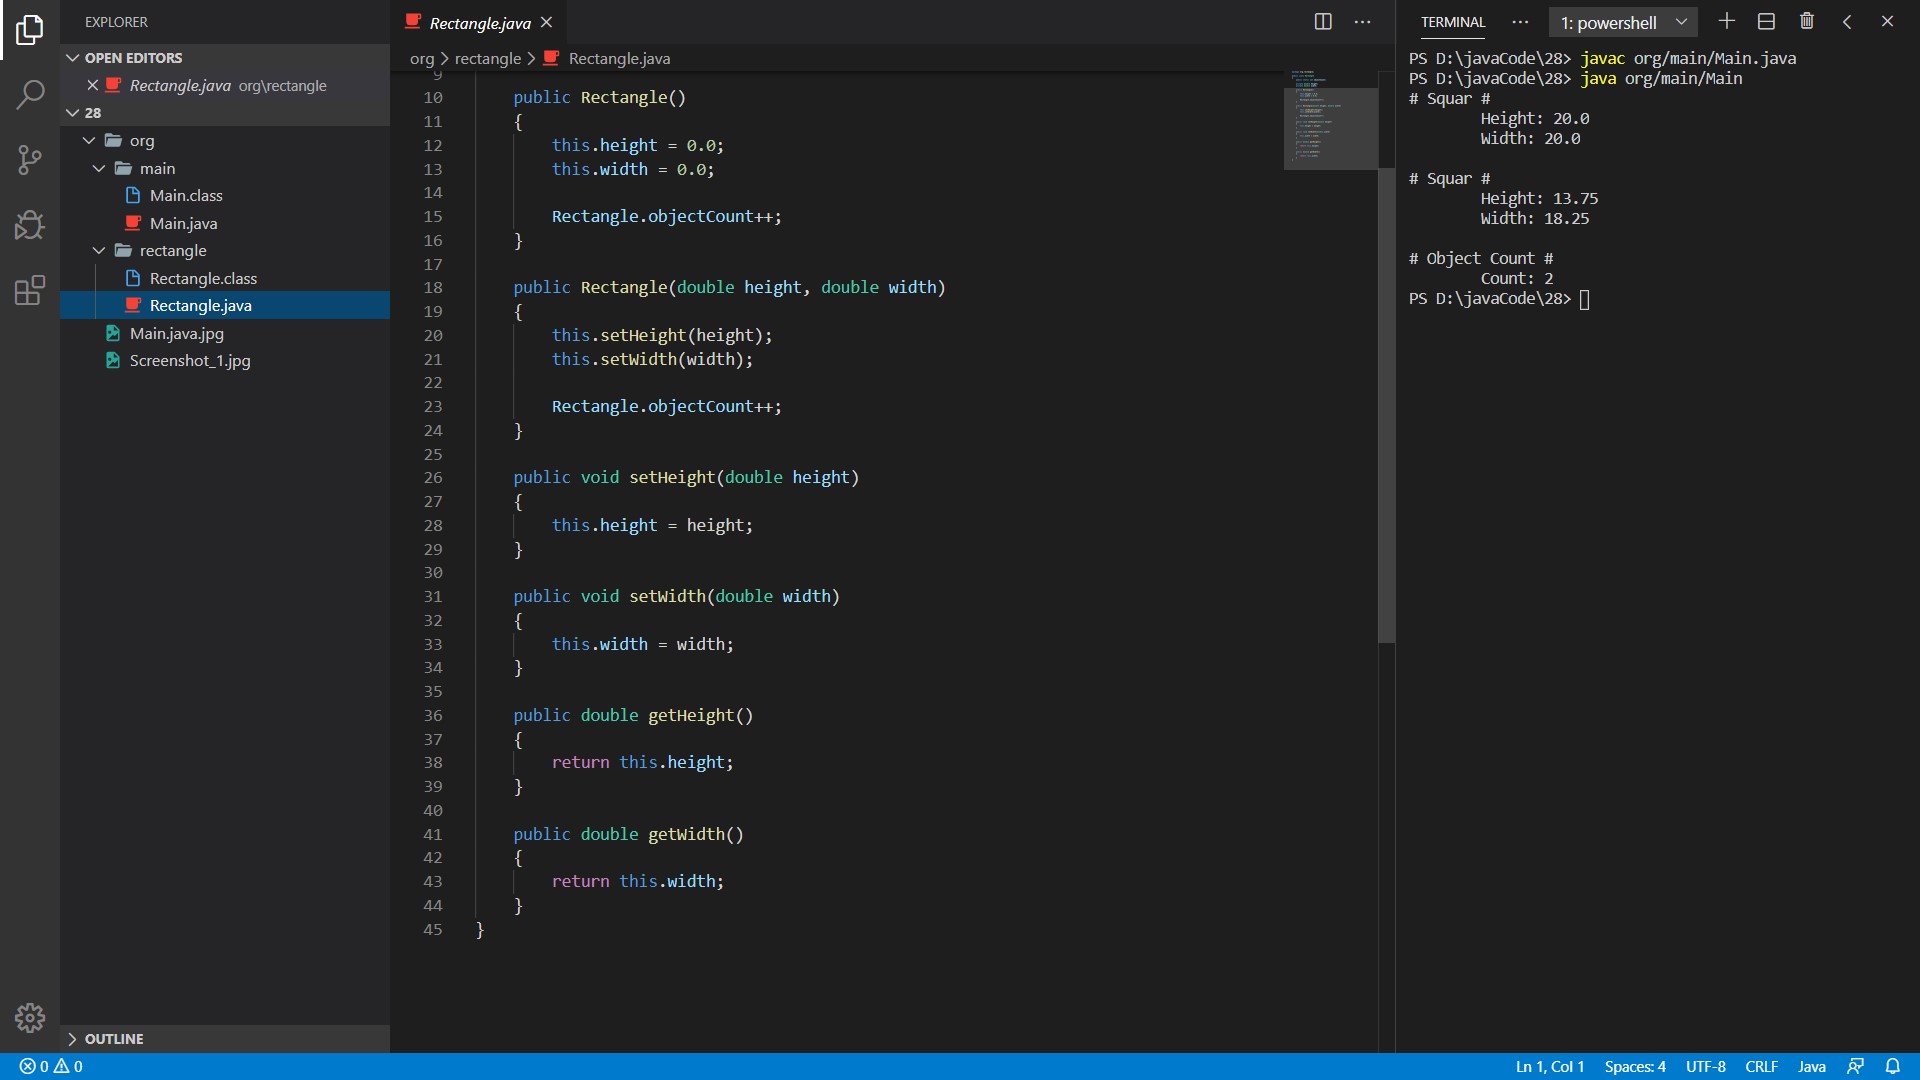 EXPLORER
OPEN EDITORS
Rectangle.java org\rectangle
28
org
main
Main.class
Main.java
rectangle
Rectangle.class
Rectangle.java
Main.java.jpg
Screenshot_1.jpg
OUTLINE
Rectangle.java
org > rectangle > Rectangle.java
9
10 public Rectangle()
11 {
12 this.height = 0.0;
13 this.width = 0.0;
14
15 Rectangle.objectCount++;
16 }
17
18 public Rectangle(double height, double width)
19 {
20 this.setHeight(height);
21 this.setWidth(width);
22
23 Rectangle.objectCount++;
24 }
25
26 public void setHeight(double height)
27 {
28 this.height = height;
29 }
30
31 public void setWidth(double width)
32 {
33 this.width = width;
34 }
35
36 public double getHeight()
37 {
38 return this.height;
39 }
40
41 public double getWidth()
42 {
43 return this.width;
44 }
45 }
TERMINAL
1: powershell
PS D:\javaCode\28> javac org/main/Main.java
PS D:\javaCode\28> java org/main/Main
# Squar #
Height: 20.0
Width: 20.0
# Squar #
Height: 13.75
Width: 18.25
# Object Count #
Count: 2
PS D:\javaCode\28>
0 0
Ln 1, Col 1 Spaces: 4 UTF-8 CRLF Java